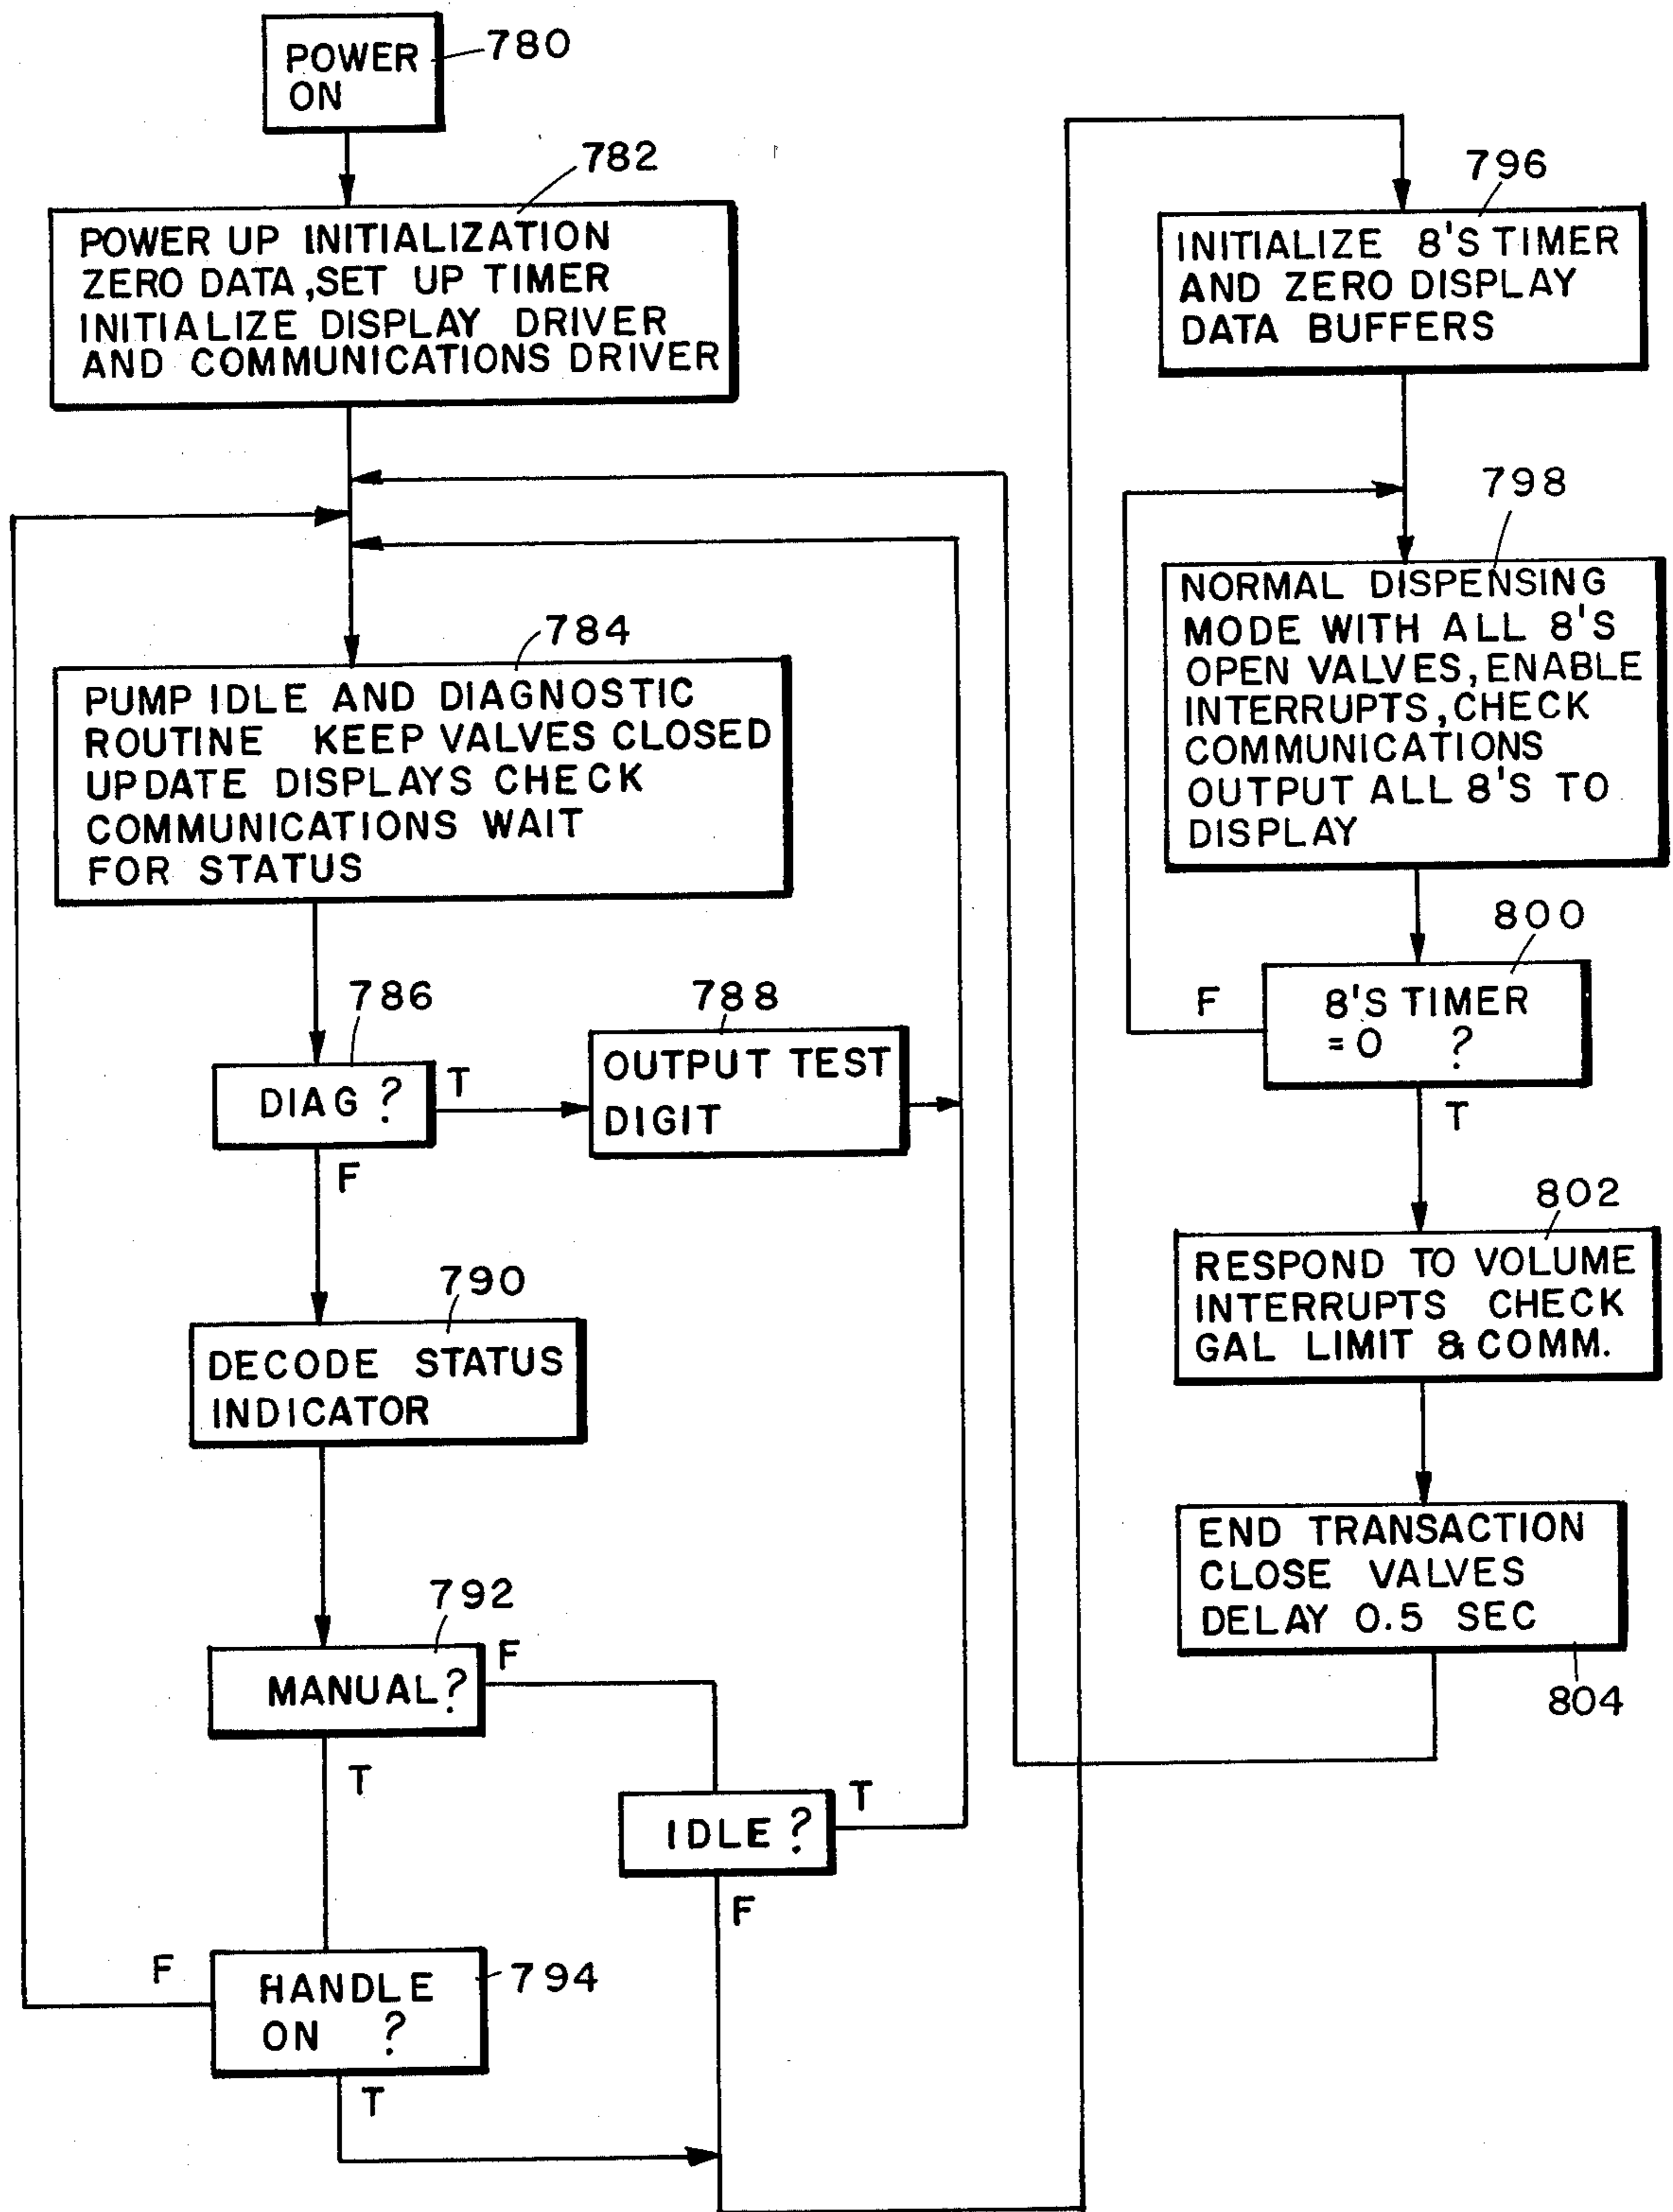 POWER
ON
780
782
POWER UP INITIALIZATION
ZERO DATA, SET UP TIMER
INITIALIZE DISPLAY DRIVER
AND COMMUNICATIONS DRIVER
784
PUMP IDLE AND DIAGNOSTIC
ROUTINE KEEP VALVES CLOSED
UPDATE DISPLAYS CHECK
COMMUNICATIONS WAIT
FOR STATUS
786
DIAG ?
T
F
788
OUTPUT TEST
DIGIT
790
DECODE STATUS
INDICATOR
792
MANUAL?
F
T
IDLE ?
T
F
794
HANDLE
ON ?
F
T
796
INITIALIZE 8'S TIMER
AND ZERO DISPLAY
DATA BUFFERS
798
NORMAL DISPENSING
MODE WITH ALL 8'S
OPEN VALVES, ENABLE
INTERRUPTS, CHECK
COMMUNICATIONS
OUTPUT ALL 8'S TO
DISPLAY
800
8'S TIMER
= 0 ?
F
T
802
RESPOND TO VOLUME
INTERRUPTS CHECK
GAL LIMIT & COMM.
END TRANSACTION
CLOSE VALVES
DELAY 0.5 SEC
804